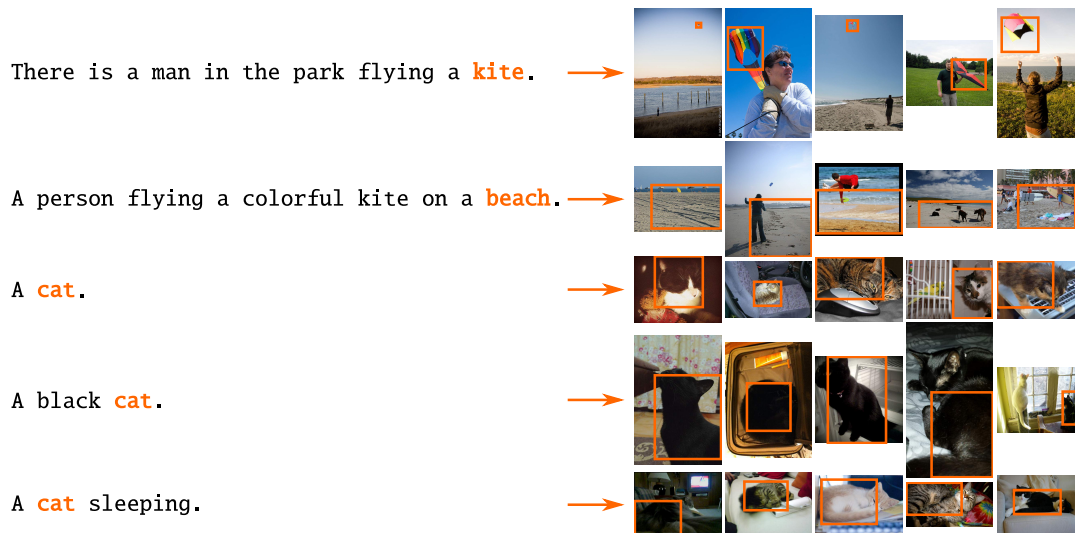 There is a man in the park flying a kite.
A person flying a colorful kite on a beach.
A cat.
A black cat.
A cat sleeping.